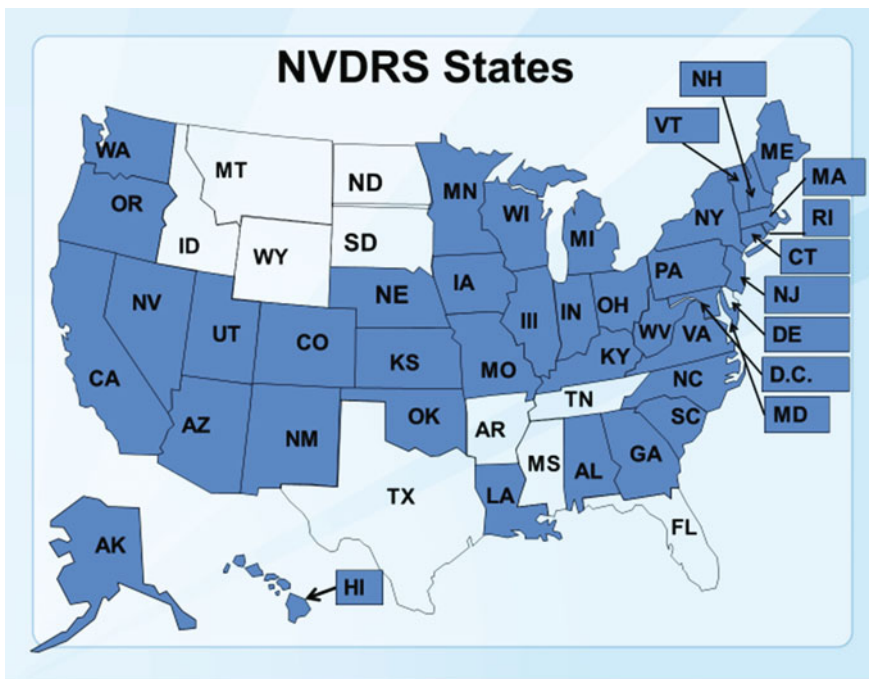 NVDRS States
NH
VT
ME
WA
MT
ND
MN
MA
OR
WI
NY
RI
ID
SD
MI
WY
CT
PA
NE
IA
NJ
NV
OH
IN
III
UT
WV
VA
DE
CO
KS
MO
KY
CA
D.C.
NC
TN
AZ
OK
AR
SC
MD
NM
MS
GA
AL
TX
LA
FL
AK
HI